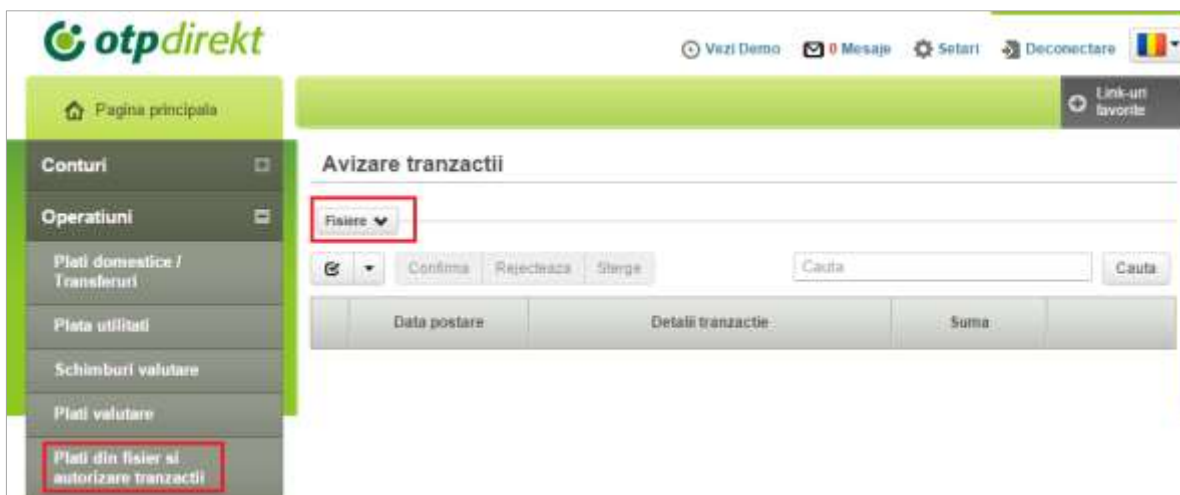 otpdirekt
Vezi Demo 0 Mesaje Setari Deconectare
Pagina principala
Link-uri
favorite
Conturi
Avizare tranzactii
Operatiuni
Fisiere
Plati domestice /
Transferuri
Confirma Rejecteaza Sterge Cauta Cauta
Data postare Detalii tranzactie Suma
Plata utilitati
Schimburi valutare
Plati valutare
Plati din fisier si
autorizare tranzactii